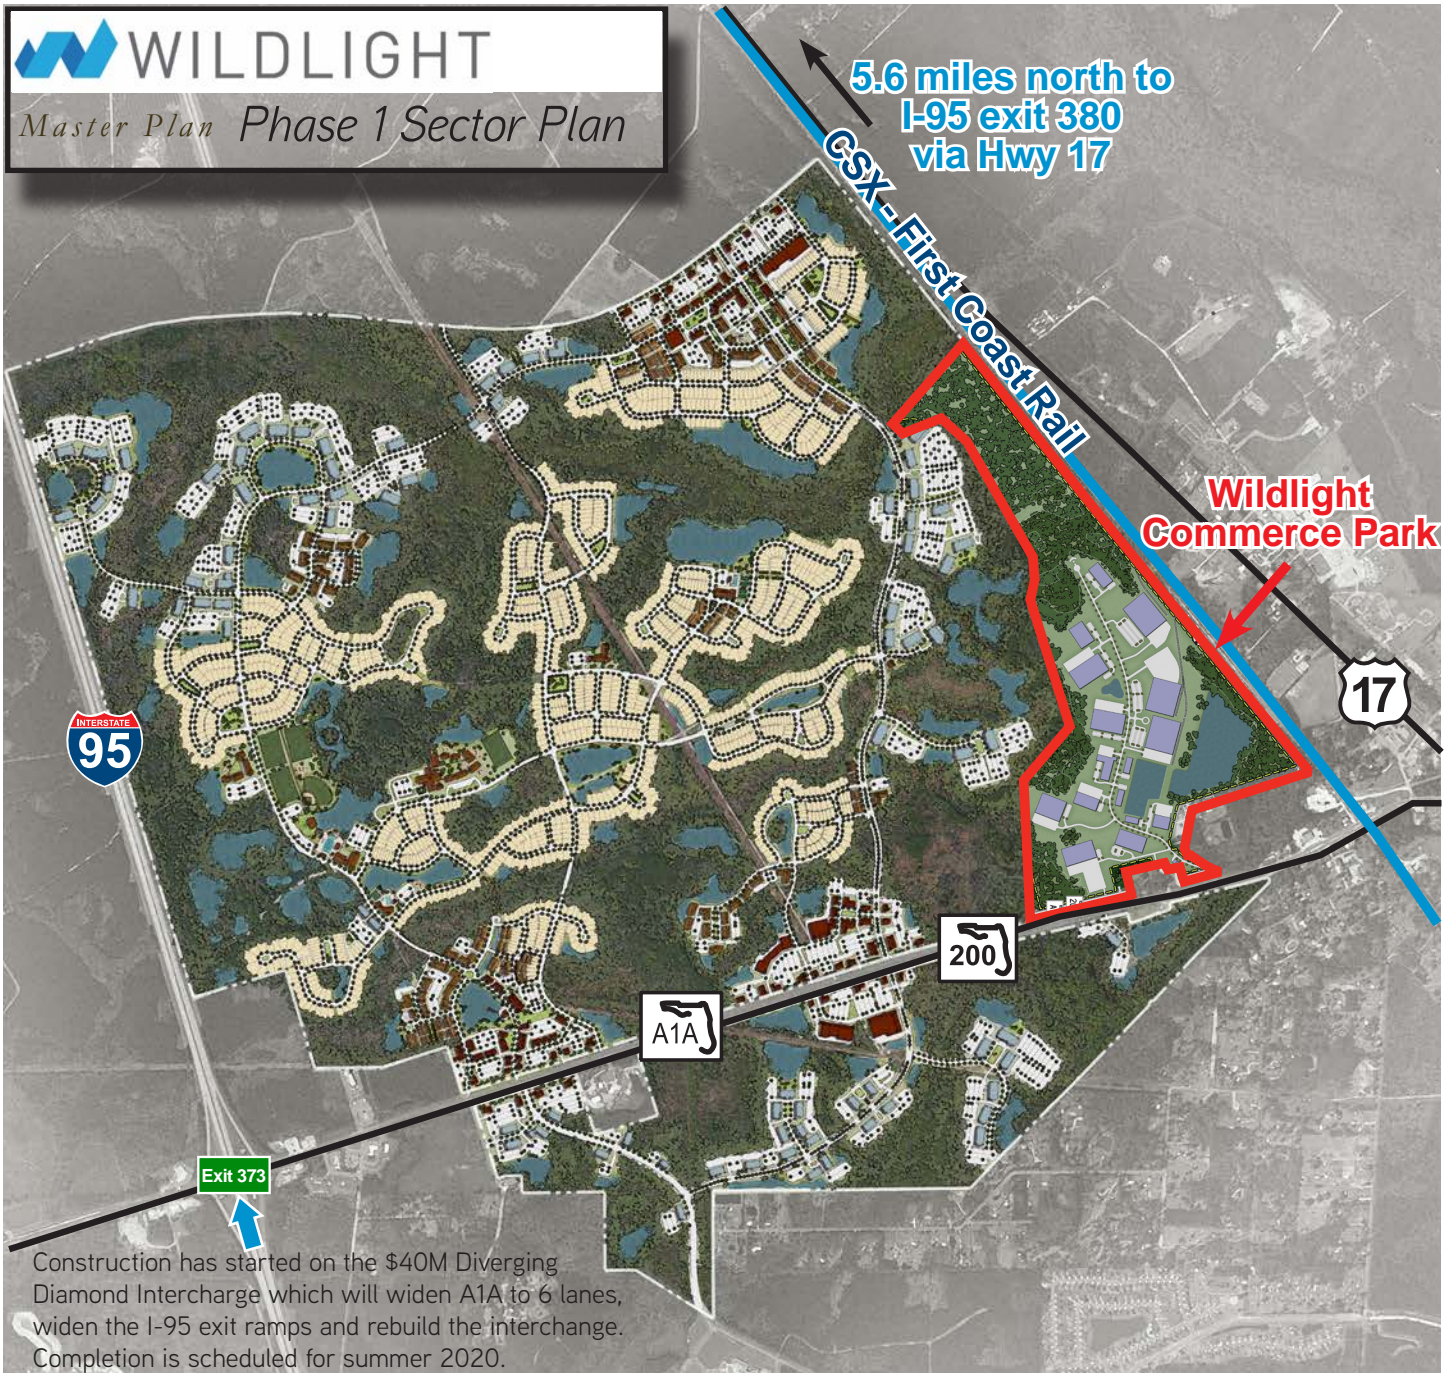 WILDLIGHT
Master Plan Phase 1 Sector Plan
5.6 miles north to
I-95 exit 380
via Hwy 17
CSX - First Coast Rail
Wildlight
Commerce Park
17
INTERSTATE
95
200
A1A
Exit 373
Construction has started on the $40M Diverging
Diamond Intercharge which will widen A1A to 6 lanes,
widen the I-95 exit ramps and rebuild the interchange.
Completion is scheduled for summer 2020.